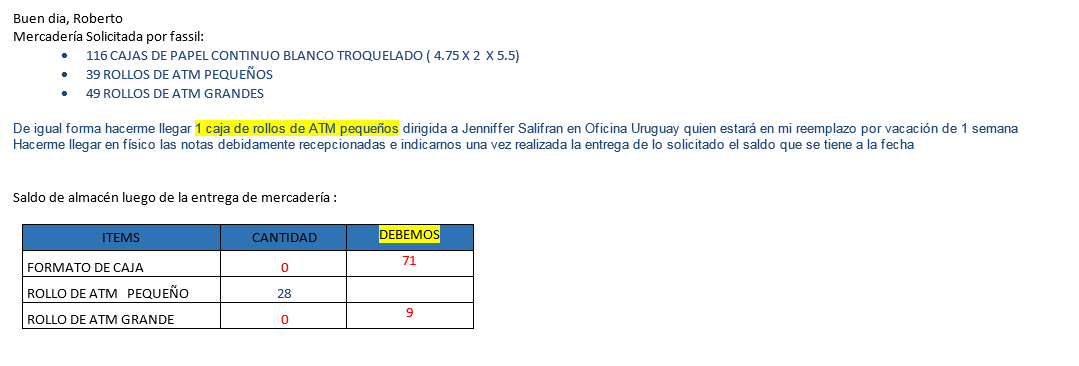 Buen dia, Roberto
Mercadería Solicitada por fassil:
• 116 CAJAS DE PAPEL CONTINUO BLANCO TROQUELADO ( 4.75 X 2 X 5.5)
• 39 ROLLOS DE ATM PEQUEÑOS
• 49 ROLLOS DE ATM GRANDES
De igual forma hacerme llegar 1 caja de rollos de ATM pequeños dirigida a Jenniffer Salifran en Oficina Uruguay quien estará en mi reemplazo por vacación de 1 semana
Hacerme llegar en físico las notas debidamente recepcionadas e indicarnos una vez realizada la entrega de lo solicitado el saldo que se tiene a la fecha
Saldo de almacén luego de la entrega de mercadería :
ITEMS CANTIDAD DEBEMOS
FORMATO DE CAJA 0 71
ROLLO DE ATM PEQUEÑO 28
ROLLO DE ATM GRANDE 0 9